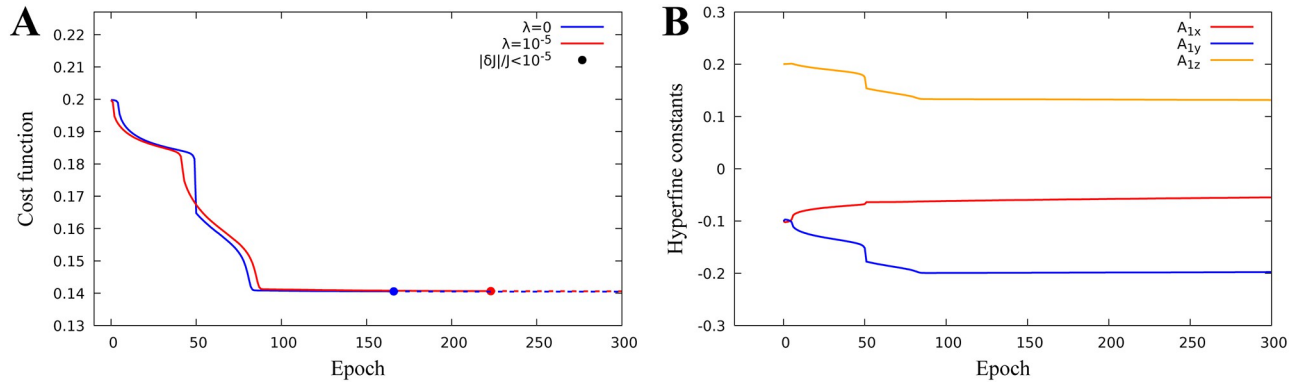 A
0.22
0.21
0.2
0.19
0.18
0.17
0.16
0.15
0.14
0.13
Cost function
λ=0
λ=10⁻⁵
|δJ|/J<10⁻⁵
0 50 100 150 200 250 300
Epoch
B
0.3
0.2
0.1
0
-0.1
-0.2
-0.3
Hyperfine constants
A₁ₓ
A₁y
A₁z
0 50 100 150 200 250 300
Epoch